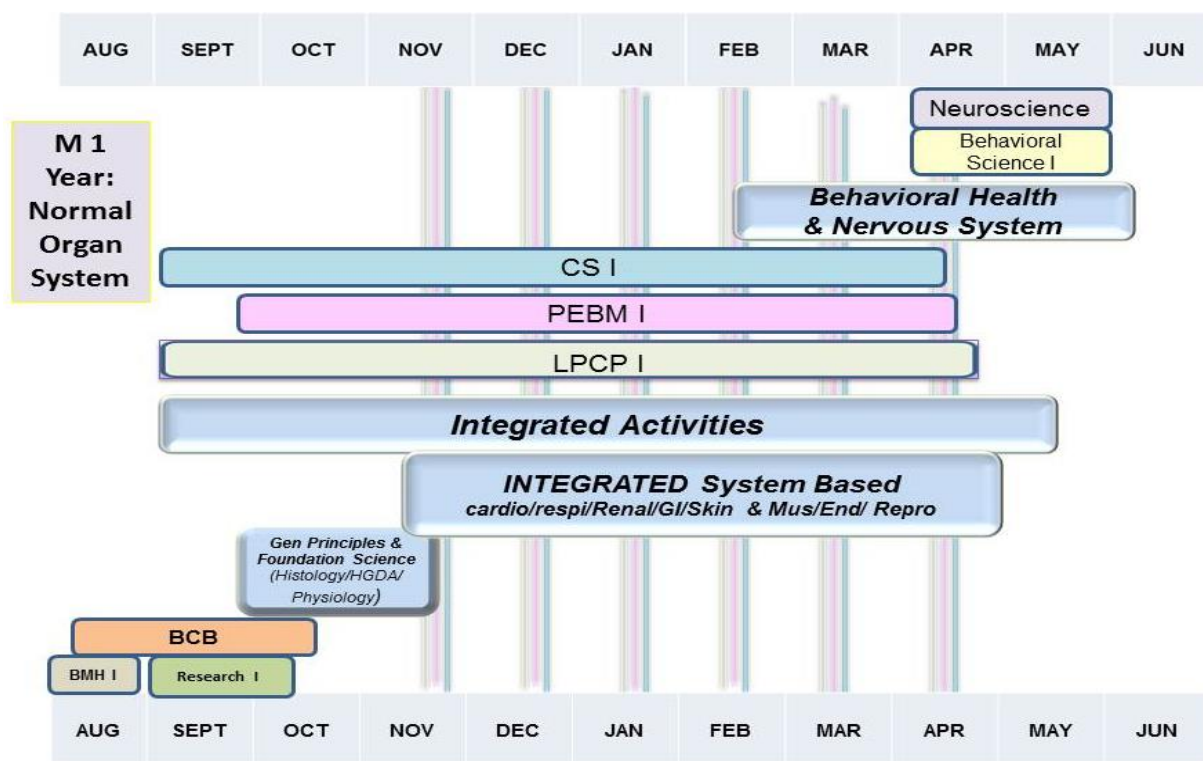 AUG SEPT OCT NOV DEC JAN FEB MAR APR MAY JUN
M 1
Year:
Normal
Organ
System
Neuroscience
Behavioral
Science I
Behavioral Health
& Nervous System
CS I
PEBM I
LPCP I
Integrated Activities
INTEGRATED System Based
cardio/respi/Renal/GI/Skin & Mus/End/ Repro
Gen Principles &
Foundation Science
(Histology/HGDA/
Physiology)
BCB
BMH I
Research I
AUG SEPT OCT NOV DEC JAN FEB MAR APR MAY JUN